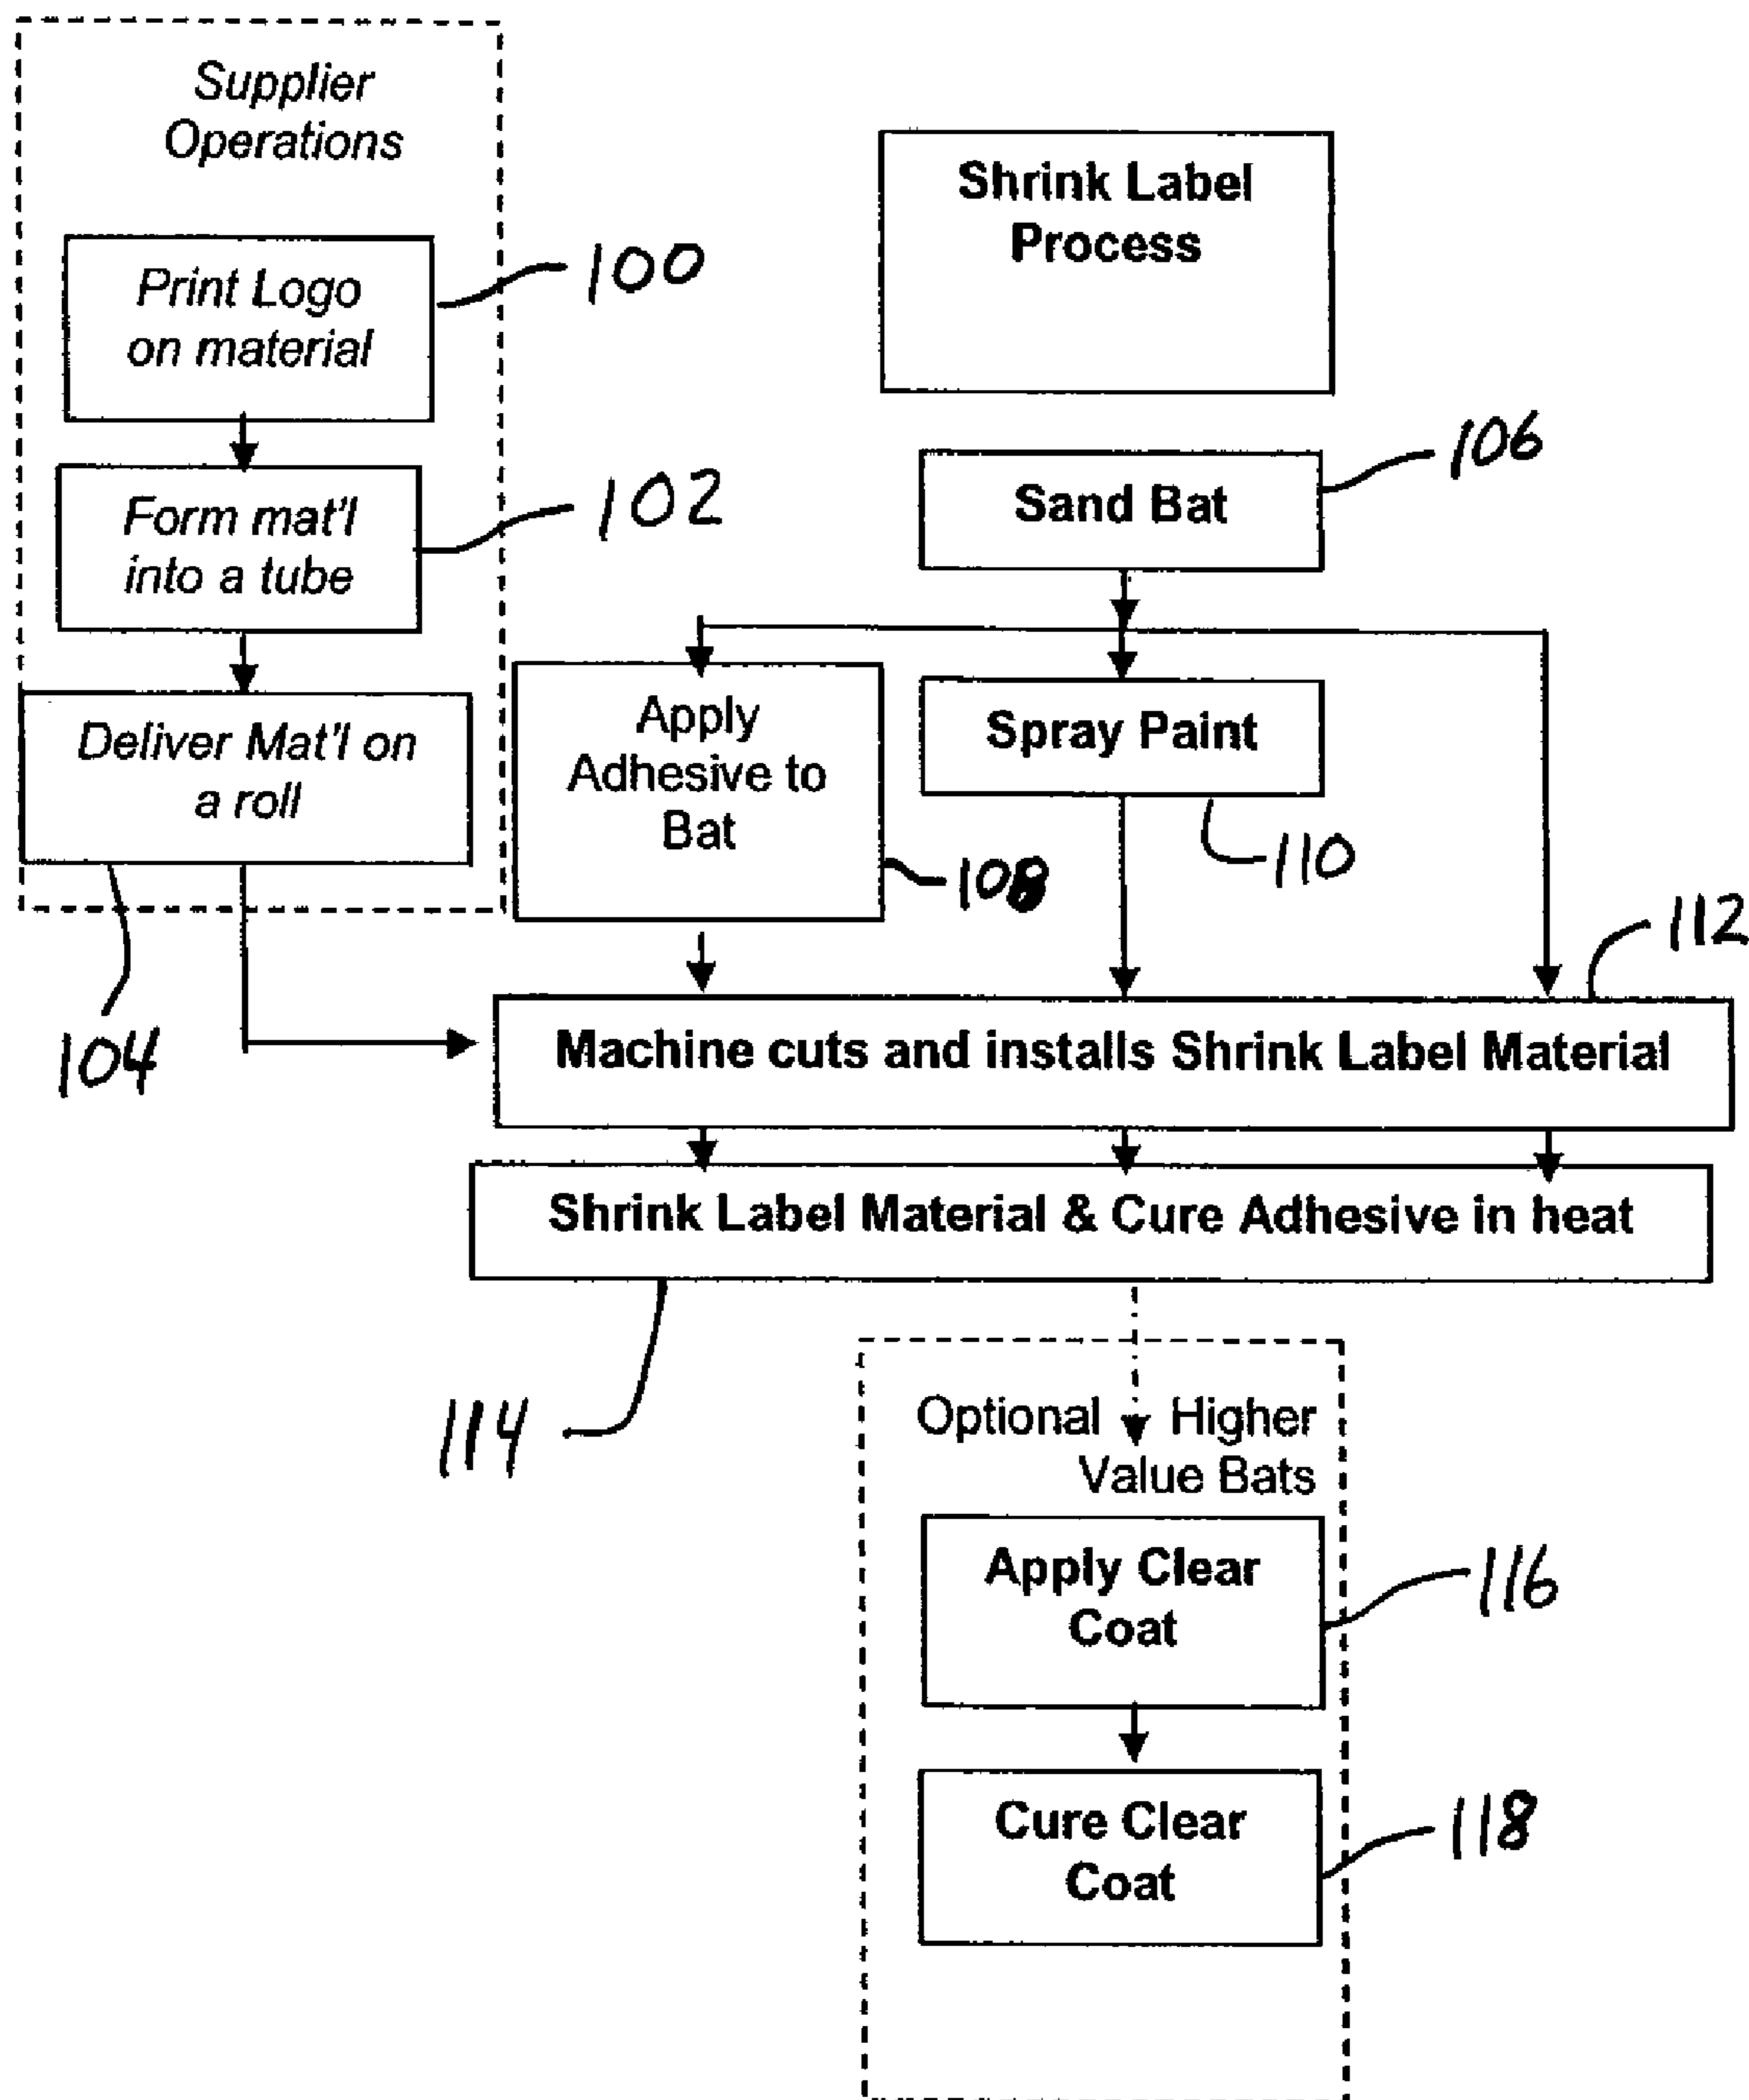 Supplier
Operations
Print Logo
on material
100
Form mat'l
into a tube
102
Deliver Mat'l on
a roll
104
Shrink Label
Process
Sand Bat
106
Apply
Adhesive to
Bat
108
Spray Paint
110
Machine cuts and installs Shrink Label Material
112
Shrink Label Material & Cure Adhesive in heat
114
Optional Higher
Value Bats
Apply Clear
Coat
116
Cure Clear
Coat
118